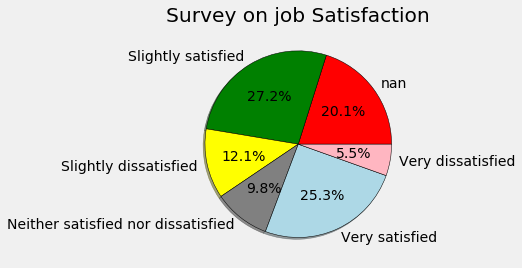 Survey on job Satisfaction
Slightly satisfied
nan
27.2%
20.1%
Slightly dissatisfied
12.1%
5.5%
Very dissatisfied
9.8%
25.3%
Neither satisfied nor dissatisfied
Very satisfied